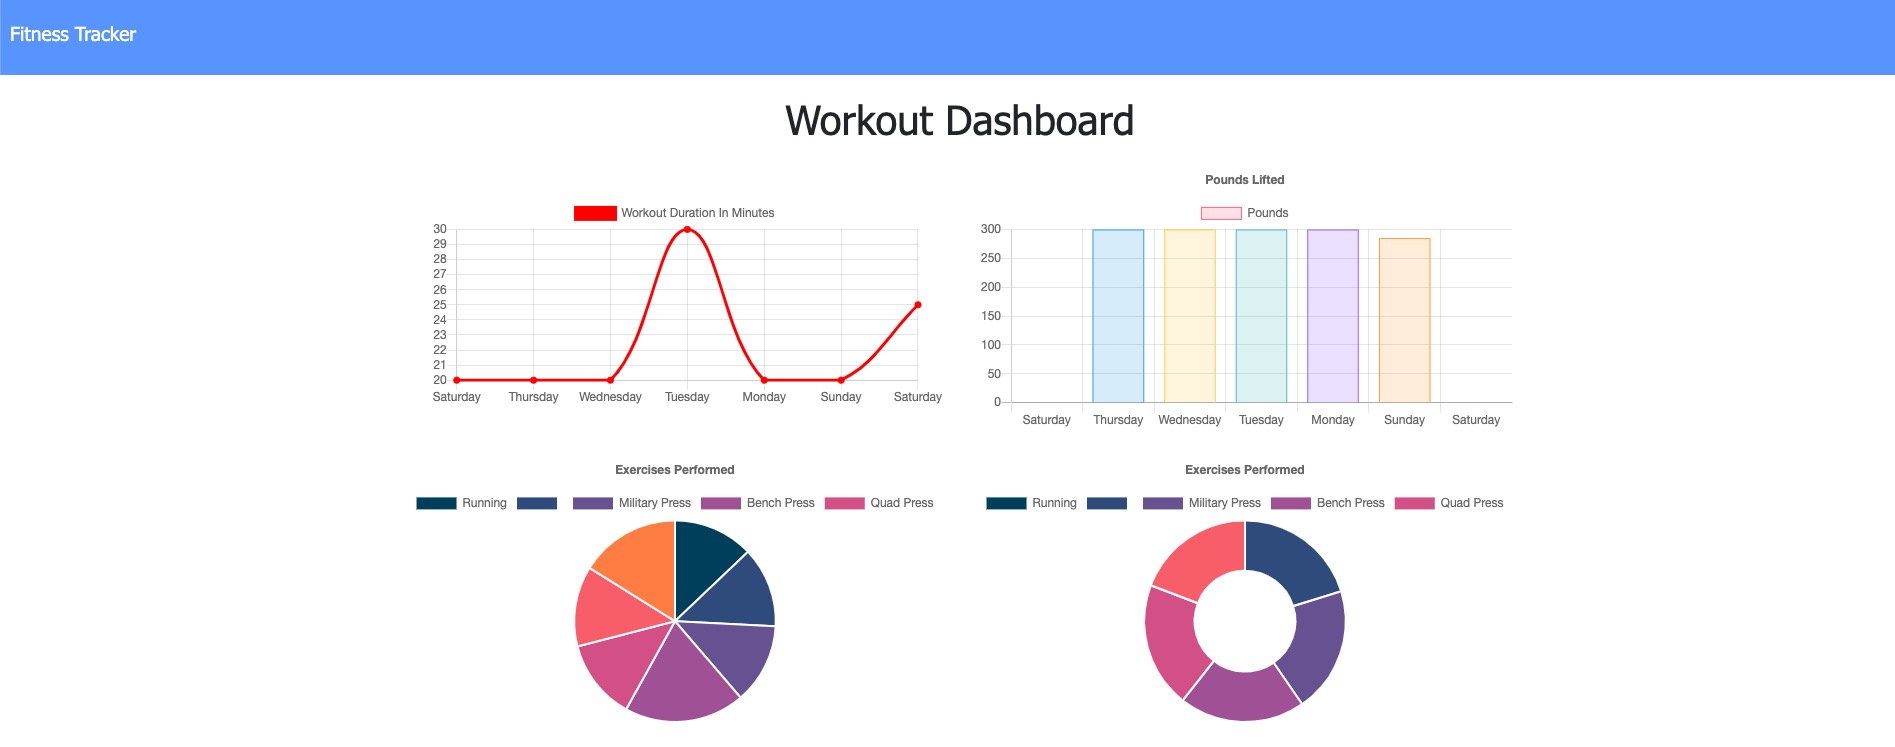 Fitness Tracker
Workout Dashboard
Workout Duration In Minutes
30
29
28
27
26
25
24
23
22
21
20
Saturday Thursday Wednesday Tuesday Monday Sunday Saturday
Pounds Lifted
Pounds
300
250
200
150
100
50
0
Saturday Thursday Wednesday Tuesday Monday Sunday Saturday
Exercises Performed
Running Military Press Bench Press Quad Press
Exercises Performed
Running Military Press Bench Press Quad Press